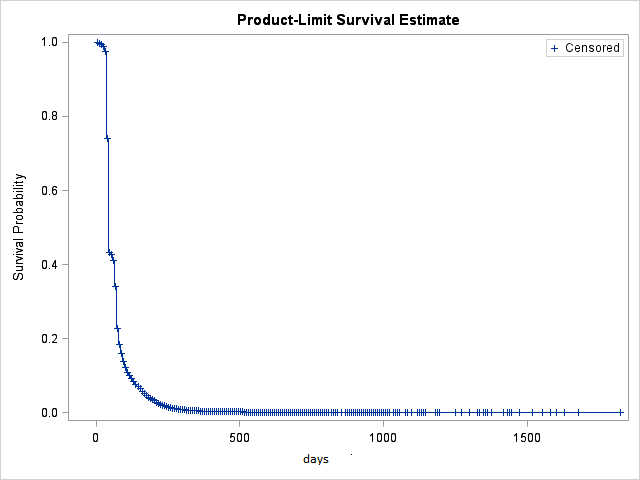 Product-Limit Survival Estimate
+ Censored
1.0
0.8
0.6
0.4
0.2
0.0
Survival Probability
0 500 1000 1500
days